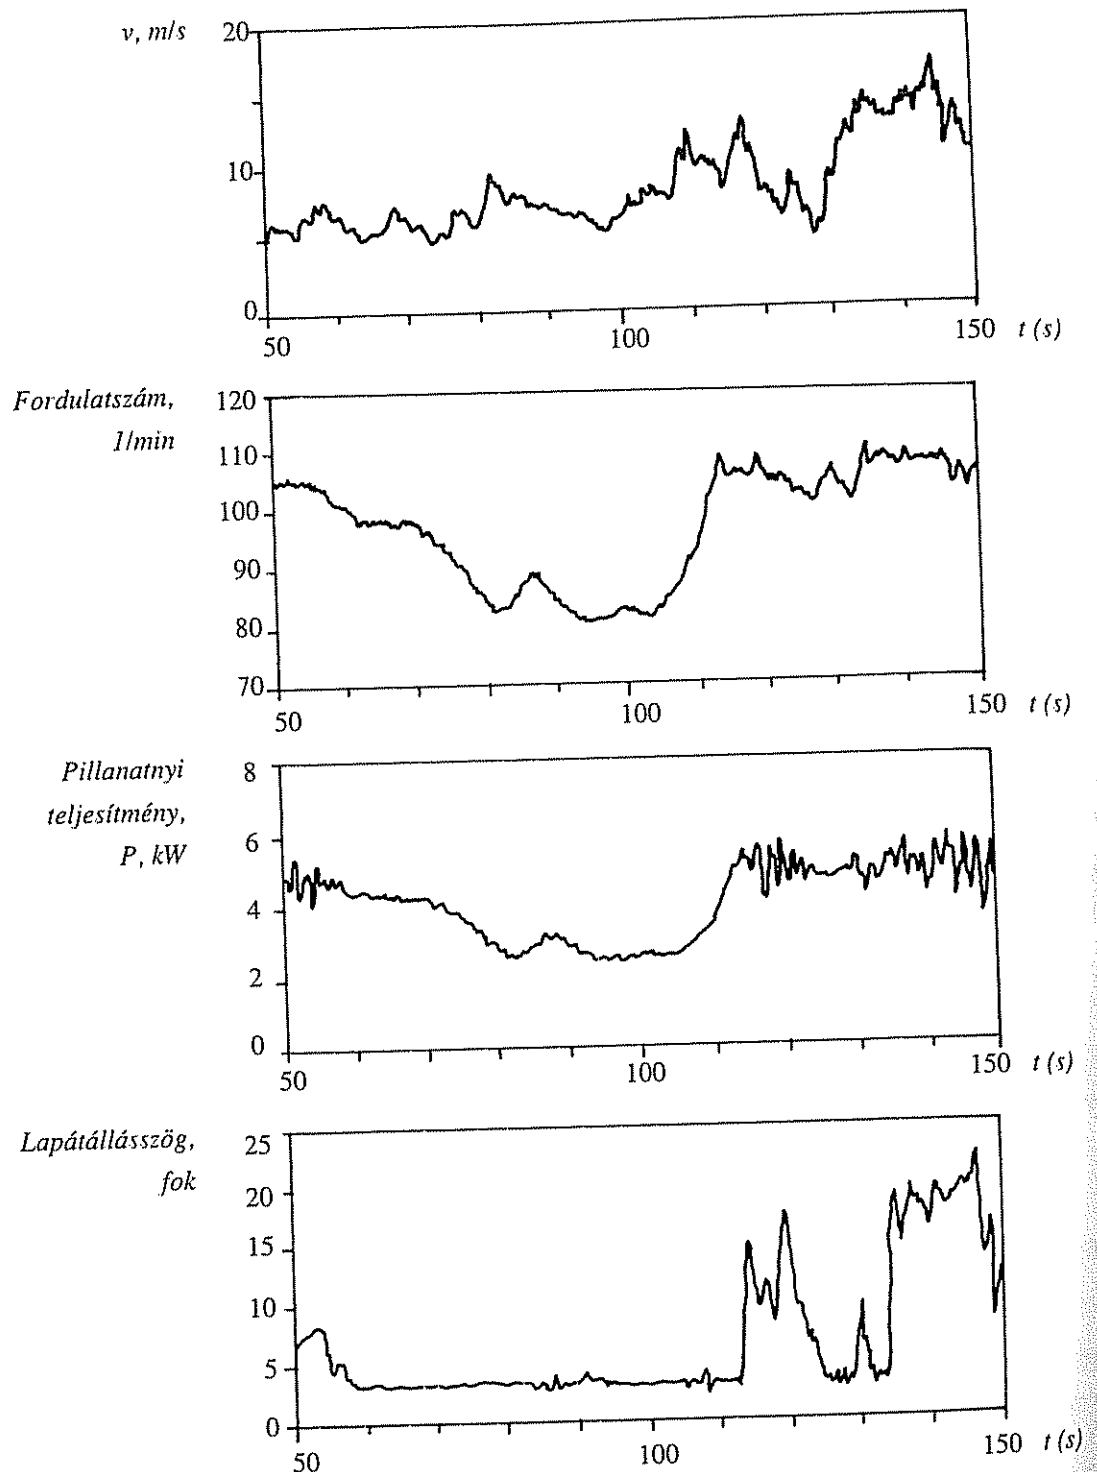 v, m/s
20
10
0
50
100
150
t (s)
Fordulatszám,
1/min
120
110
100
90
80
70
50
100
150
t (s)
Pillanatnyi
teljesítmény,
P, kW
8
6
4
2
0
50
100
150
t (s)
Lapátállásszög,
fok
25
20
15
10
5
0
50
100
150
t (s)